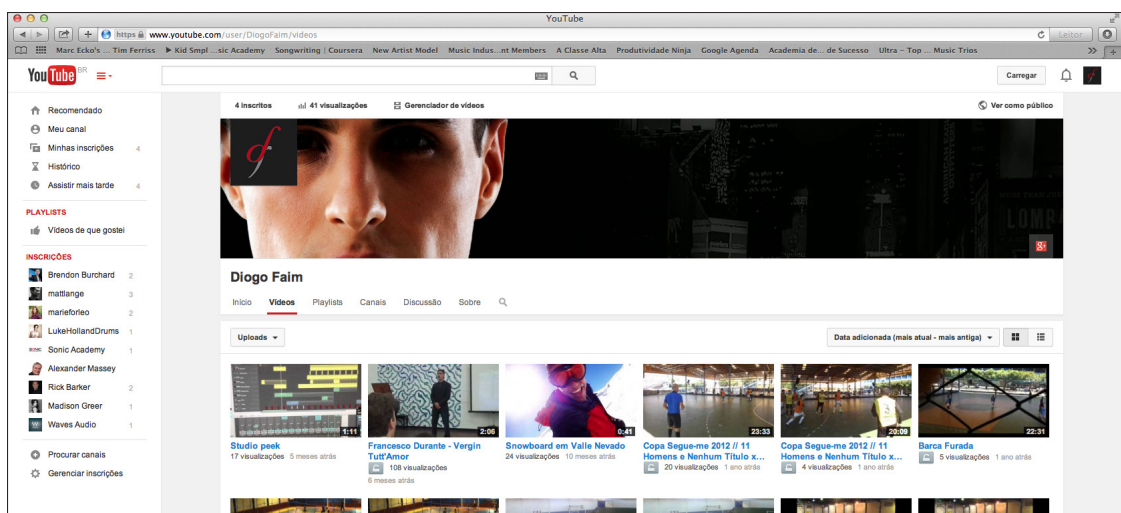 YouTube
https www.youtube.com/user/DiogoFaim/videos
Leitor
Marc Ecko's ... Tim Ferriss ▶ Kid Smpl ...sic Academy Songwriting | Coursera New Artist Model Music Indus...nt Members A Classe Alta Produtividade Ninja Google Agenda Academia de... de Sucesso Ultra – Top ... Music Trios
YouTube BR
Carregar
4 inscritos 41 visualizações Gerenciador de vídeos
Ver como público
Recomendado
Meu canal
Minhas inscrições 4
Histórico
Assistir mais tarde 4
PLAYLISTS
Vídeos de que gostei
INSCRIÇÕES
Brendon Burchard 2
mattlange 3
marieforleo 2
LukeHollandDrums 1
Sonic Academy 1
Alexander Massey
Rick Barker 2
Madison Greer 1
Waves Audio 1
Procurar canais
Gerenciar inscrições
df
g+
Diogo Faim
Início Vídeos Playlists Canais Discussão Sobre
Uploads
Data adicionada (mais atual - mais antiga)
1:11
Studio peek
17 visualizações 5 meses atrás
2:06
Francesco Durante - Vergin
Tutt'Amor
108 visualizações
6 meses atrás
0:41
Snowboard em Valle Nevado
24 visualizações 10 meses atrás
23:33
Copa Segue-me 2012 // 11
Homens e Nenhum Título x...
20 visualizações 1 ano atrás
20:09
Copa Segue-me 2012 // 11
Homens e Nenhum Título x...
4 visualizações 1 ano atrás
22:31
Barca Furada
5 visualizações 1 ano atrás